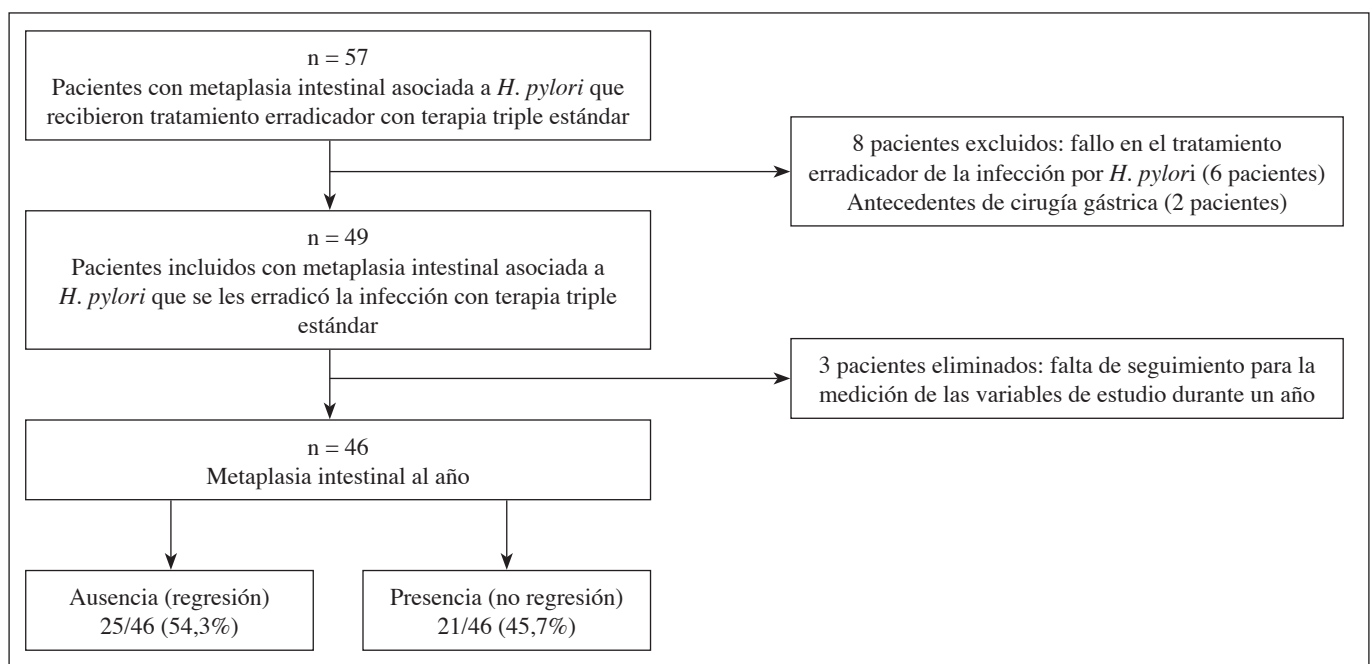 n = 57
Pacientes con metaplasia intestinal asociada a H. pylori que
recibieron tratamiento erradicador con terapia triple estándar
8 pacientes excluidos: fallo en el tratamiento
erradicador de la infección por H. pylori (6 pacientes)
Antecedentes de cirugía gástrica (2 pacientes)
n = 49
Pacientes incluidos con metaplasia intestinal asociada a
H. pylori que se les erradicó la infección con terapia triple
estándar
3 pacientes eliminados: falta de seguimiento para la
medición de las variables de estudio durante un año
n = 46
Metaplasia intestinal al año
Ausencia (regresión)
25/46 (54,3%)
Presencia (no regresión)
21/46 (45,7%)